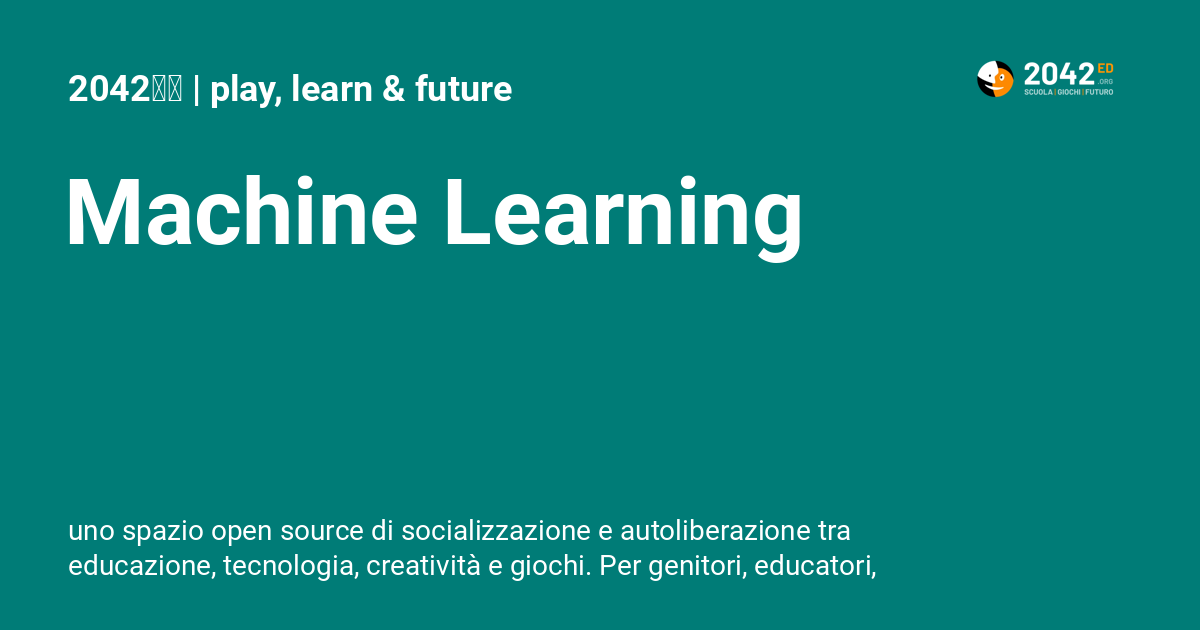 2042 | play, learn & future
2042 ED
.ORG
SCUOLA | GIOCHI | FUTURO
Machine Learning
uno spazio open source di socializzazione e autoliberazione tra
educazione, tecnologia, creatività e giochi. Per genitori, educatori,